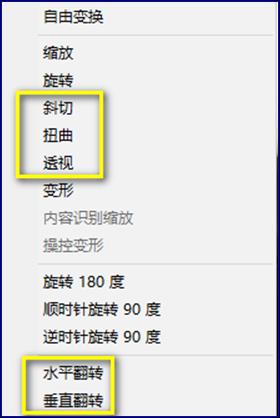 自由变换
缩放
旋转
斜切
扭曲
透视
变形
内容识别缩放
操控变形
旋转 180 度
顺时针旋转 90 度
逆时针旋转 90 度
水平翻转
垂直翻转